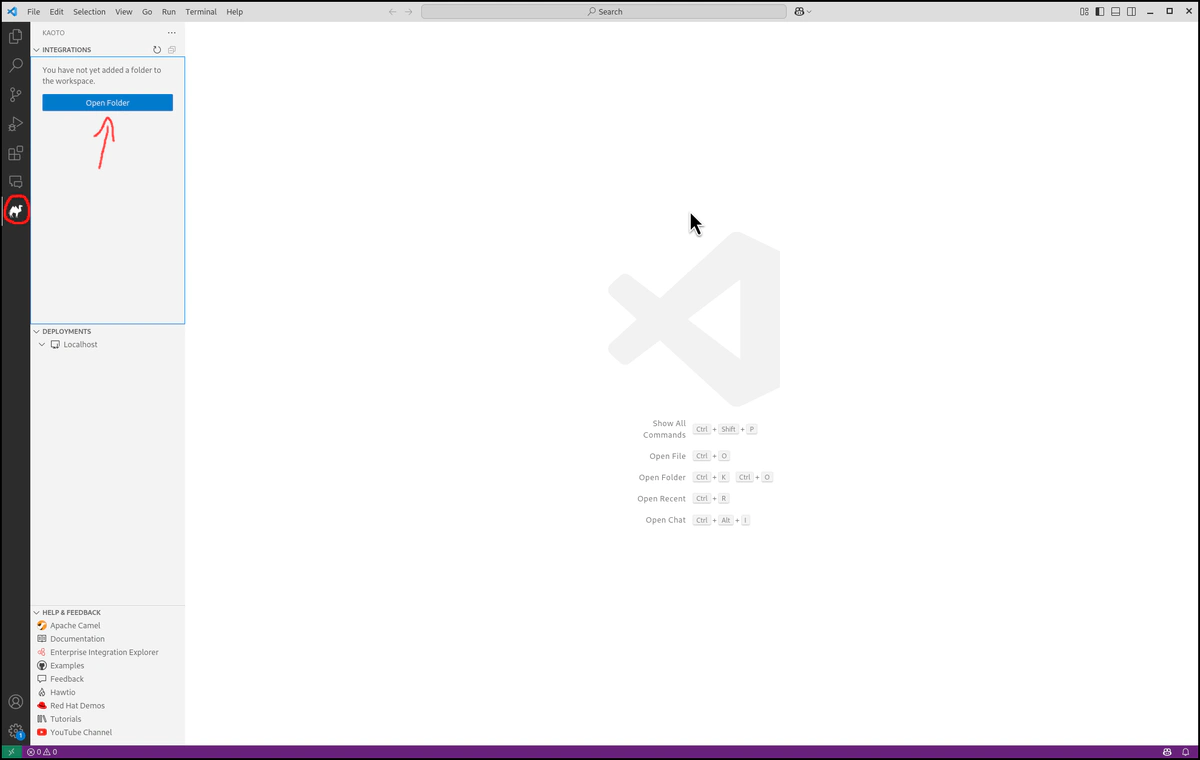 File Edit Selection View Go Run Terminal Help
Search
KAOTO
INTEGRATIONS
You have not yet added a folder to
the workspace.
Open Folder
DEPLOYMENTS
Localhost
Show All
Commands
Ctrl + Shift + P
Open File Ctrl + O
Open Folder Ctrl + K Ctrl + O
Open Recent Ctrl + R
Open Chat Ctrl + Alt + I
HELP & FEEDBACK
Apache Camel
Documentation
Enterprise Integration Explorer
Examples
Feedback
Hawtio
Red Hat Demos
Tutorials
YouTube Channel
1
0 0